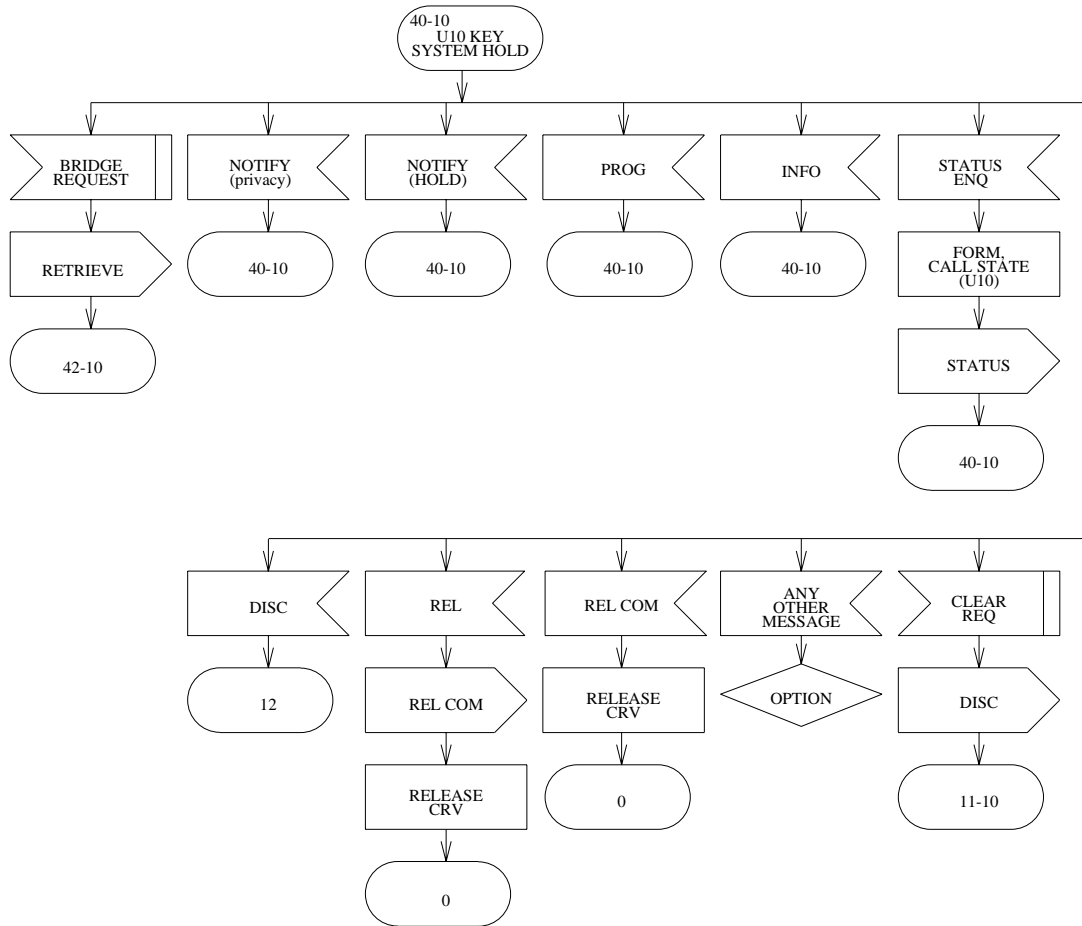 40-10
U10 KEY
SYSTEM HOLD
BRIDGE
REQUEST
NOTIFY
(privacy)
NOTIFY
(HOLD)
PROG
INFO
STATUS
ENQ
RETRIEVE
40-10
40-10
40-10
40-10
FORM,
CALL STATE
(U10)
42-10
STATUS
40-10
DISC
REL
REL COM
ANY
OTHER
MESSAGE
CLEAR
REQ
12
REL COM
RELEASE
CRV
OPTION
DISC
RELEASE
CRV
0
11-10
0